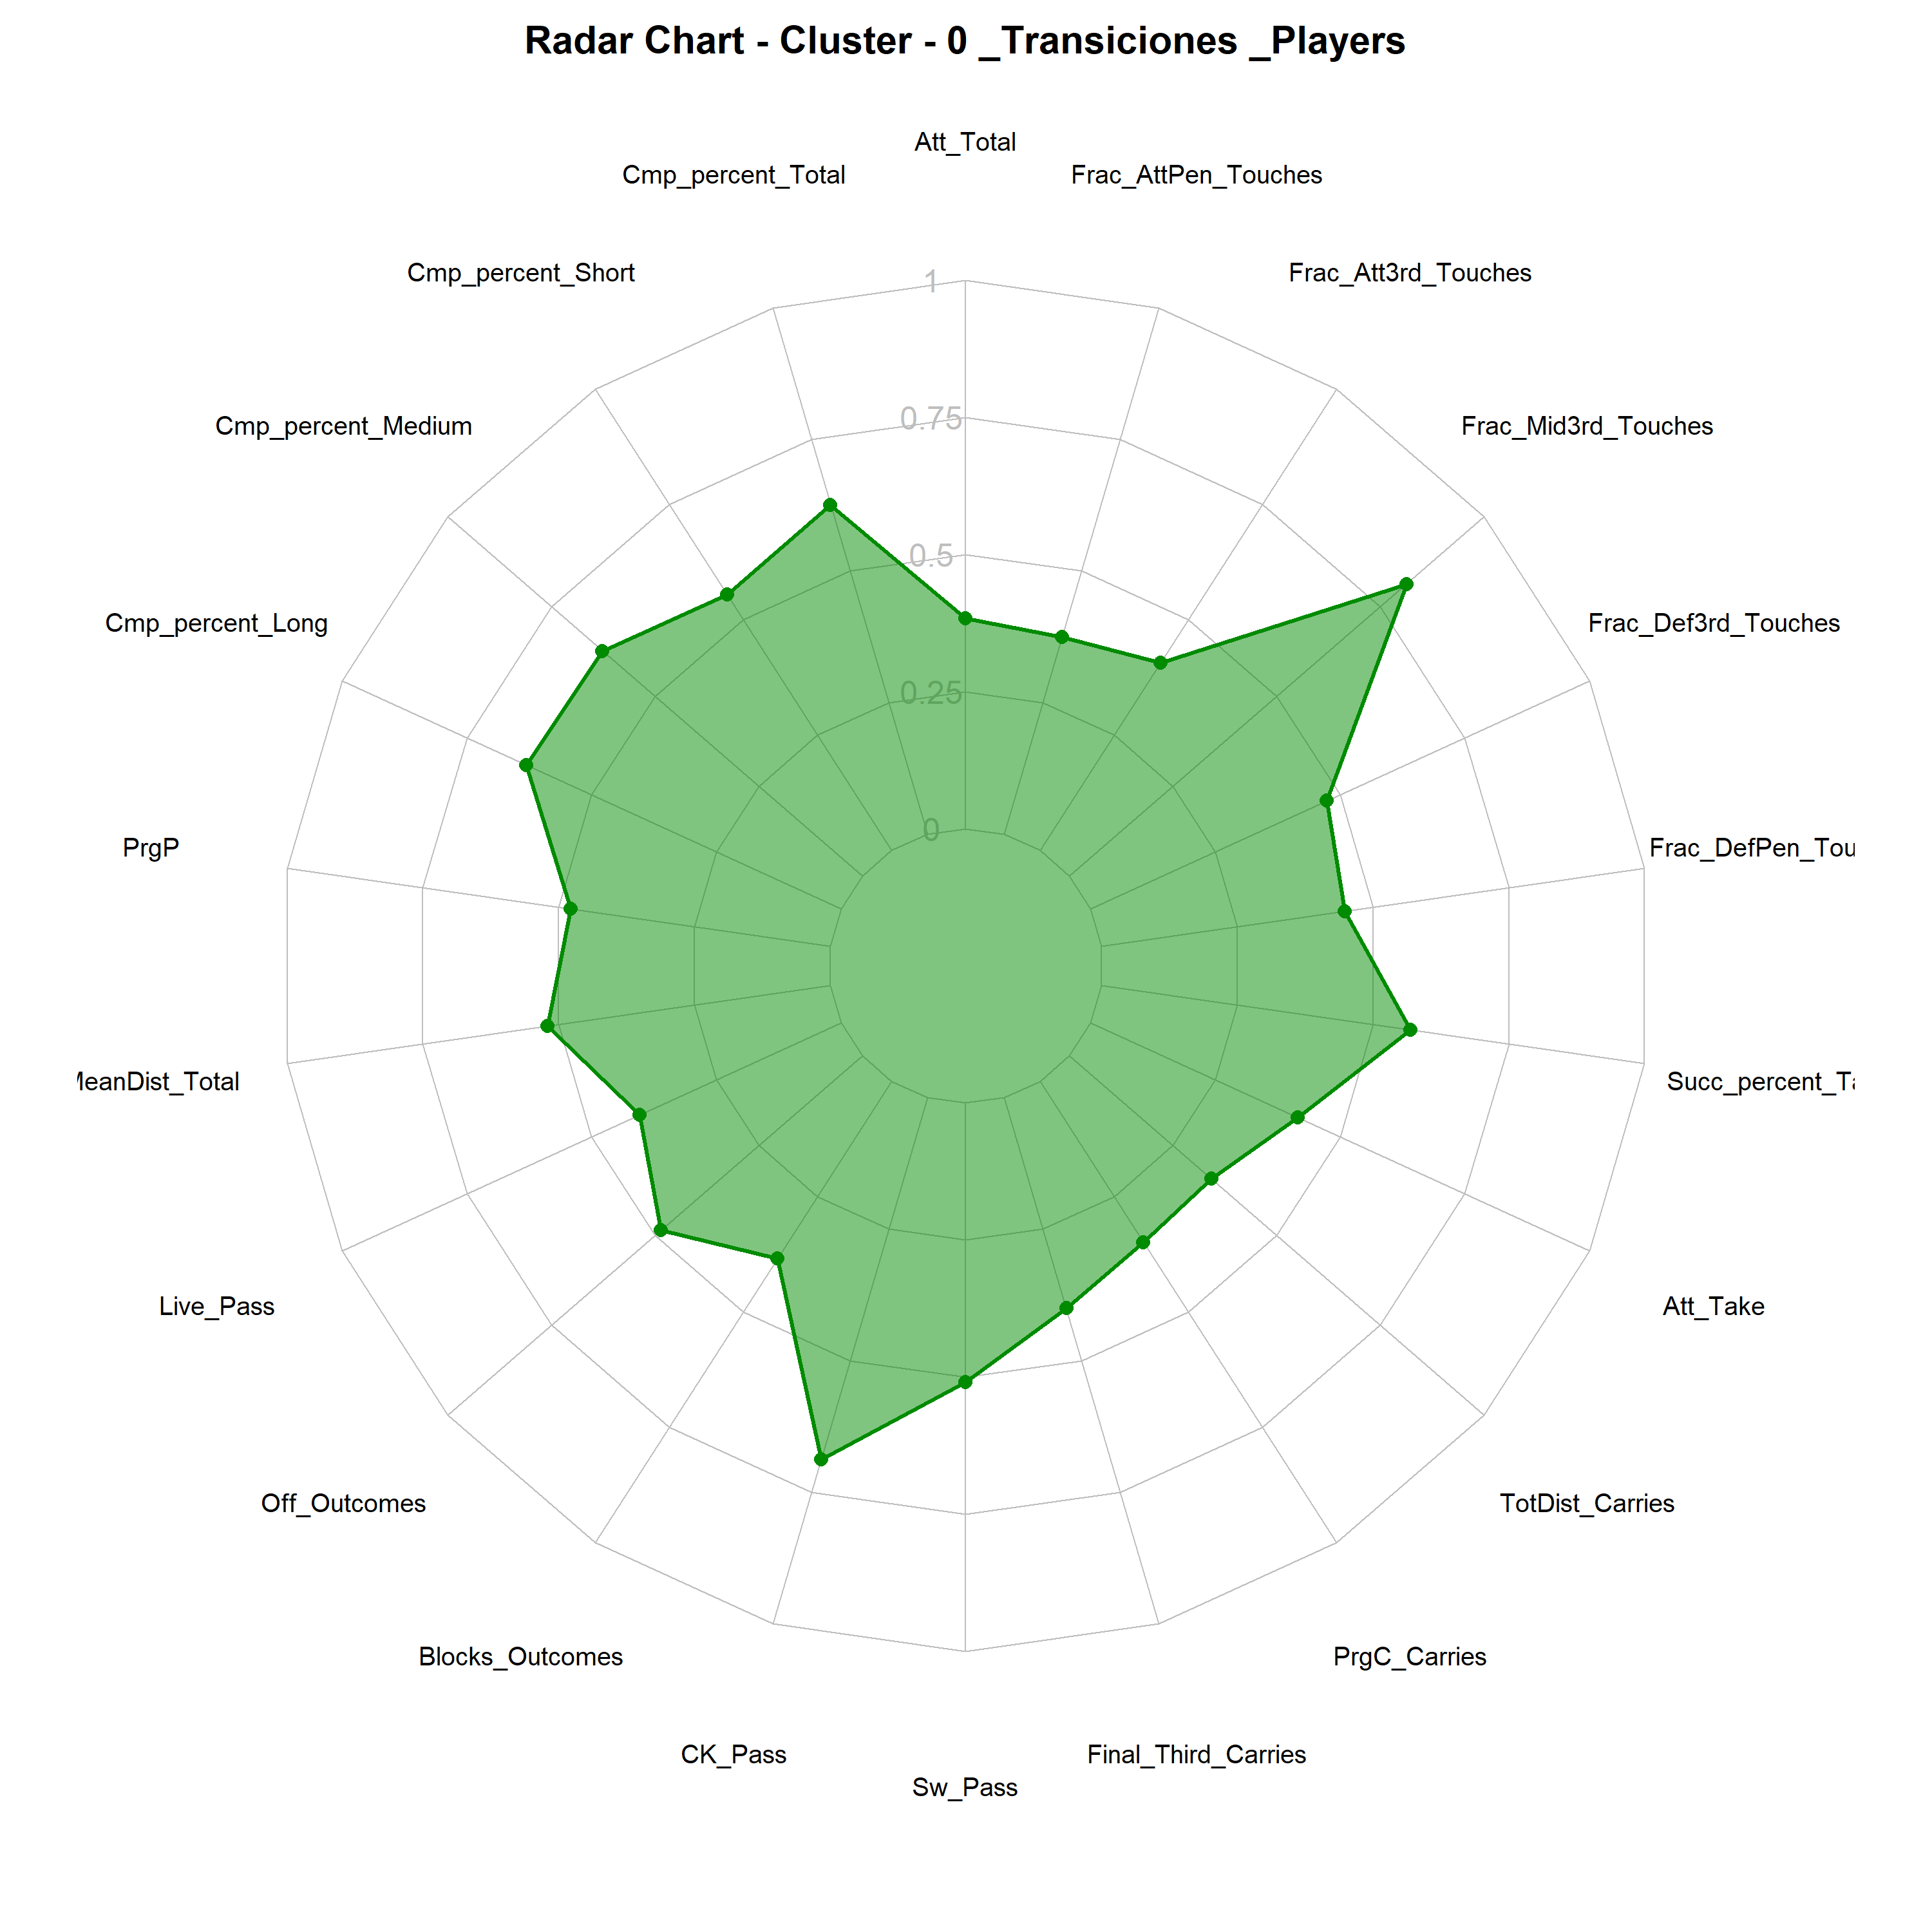 Radar Chart - Cluster - 0 _Transiciones _Players
Att_Total
Cmp_percent_Total
Frac_AttPen_Touches
Cmp_percent_Short
Frac_Att3rd_Touches
1
0.75
Cmp_percent_Medium
Frac_Mid3rd_Touches
0.5
Cmp_percent_Long
Frac_Def3rd_Touches
0.25
0
PrgP
Frac_DefPen_Tou
MeanDist_Total
Succ_percent_Ta
Live_Pass
Att_Take
Off_Outcomes
TotDist_Carries
Blocks_Outcomes
PrgC_Carries
CK_Pass
Final_Third_Carries
Sw_Pass